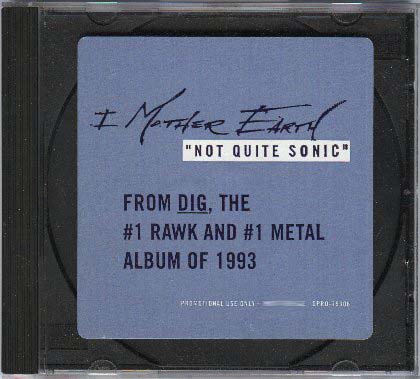 I MOTHER EARTH
"NOT QUITE SONIC"
FROM DIG, THE
#1 RAWK AND #1 METAL
ALBUM OF 1993
PROMOTIONAL USE ONLY -